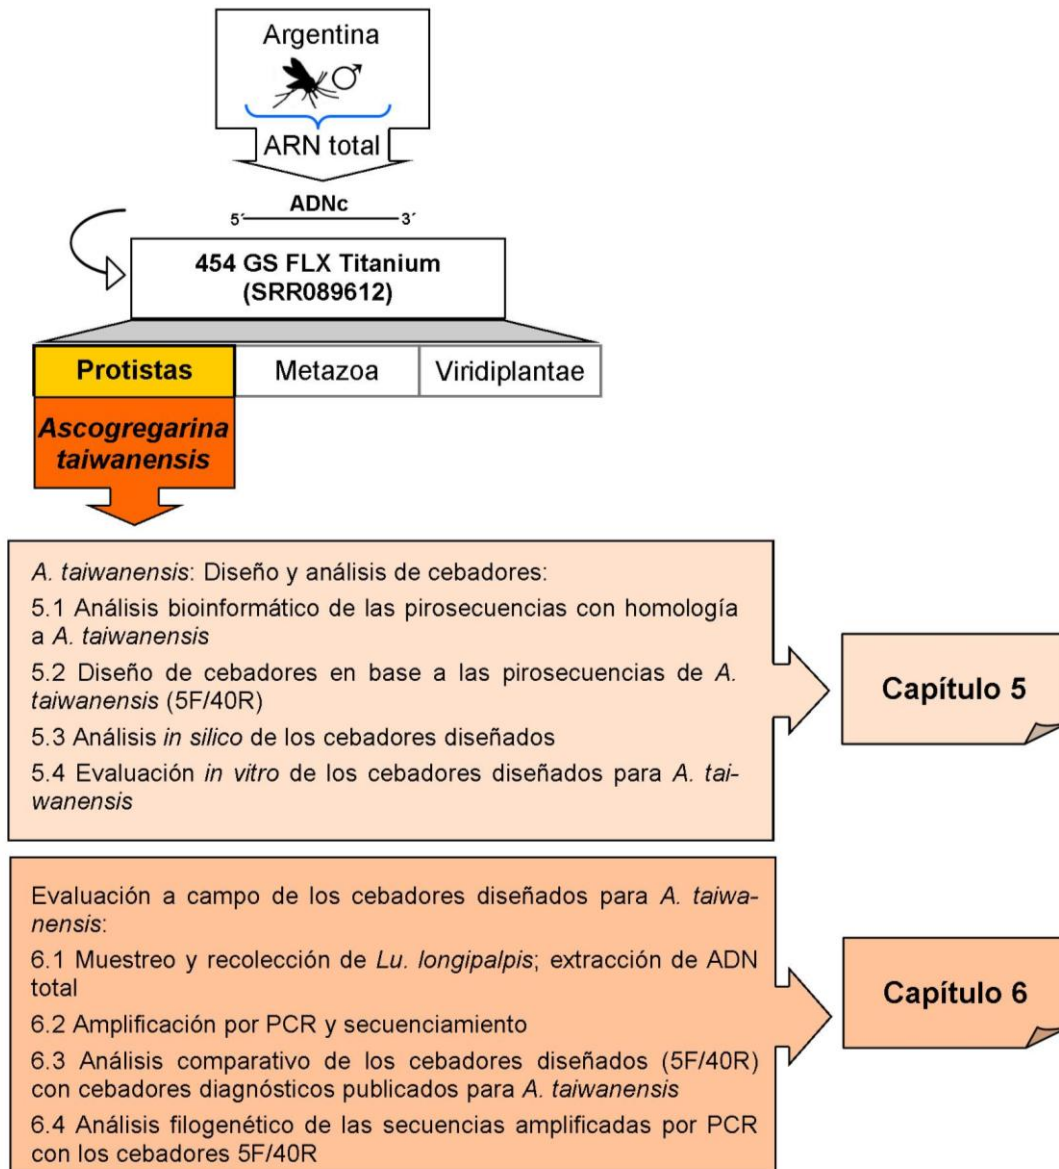 Argentina
♂
ARN total
ADNc
5´ 3´
454 GS FLX Titanium
(SRR089612)
Protistas Metazoa Viridiplantae
Ascogregarina
taiwanensis
A. taiwanensis: Diseño y análisis de cebadores:
5.1 Análisis bioinformático de las pirosecuencias con homología
a A. taiwanensis
5.2 Diseño de cebadores en base a las pirosecuencias de A.
taiwanensis (5F/40R)
5.3 Análisis in silico de los cebadores diseñados
5.4 Evaluación in vitro de los cebadores diseñados para A. tai-
wanensis
Capítulo 5
Evaluación a campo de los cebadores diseñados para A. taiwa-
nensis:
6.1 Muestreo y recolección de Lu. longipalpis; extracción de ADN
total
6.2 Amplificación por PCR y secuenciamiento
6.3 Análisis comparativo de los cebadores diseñados (5F/40R)
con cebadores diagnósticos publicados para A. taiwanensis
6.4 Análisis filogenético de las secuencias amplificadas por PCR
con los cebadores 5F/40R
Capítulo 6